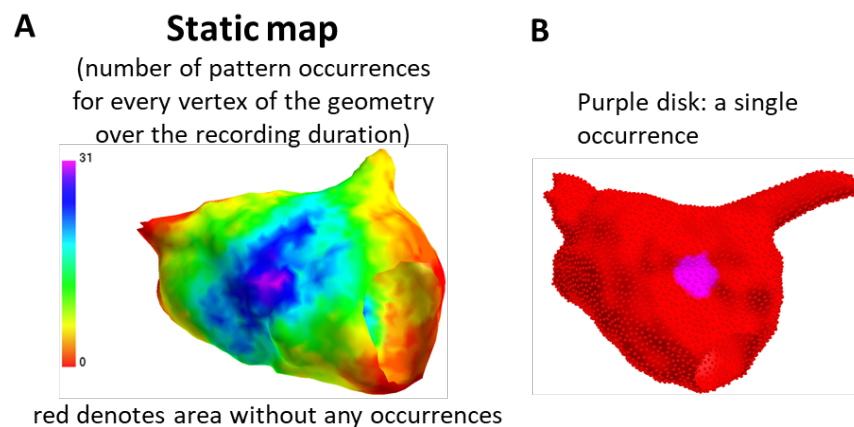 A
Static map
(number of pattern occurrences
for every vertex of the geometry
over the recording duration)
31
0
red denotes area without any occurrences
B
Purple disk: a single
occurrence